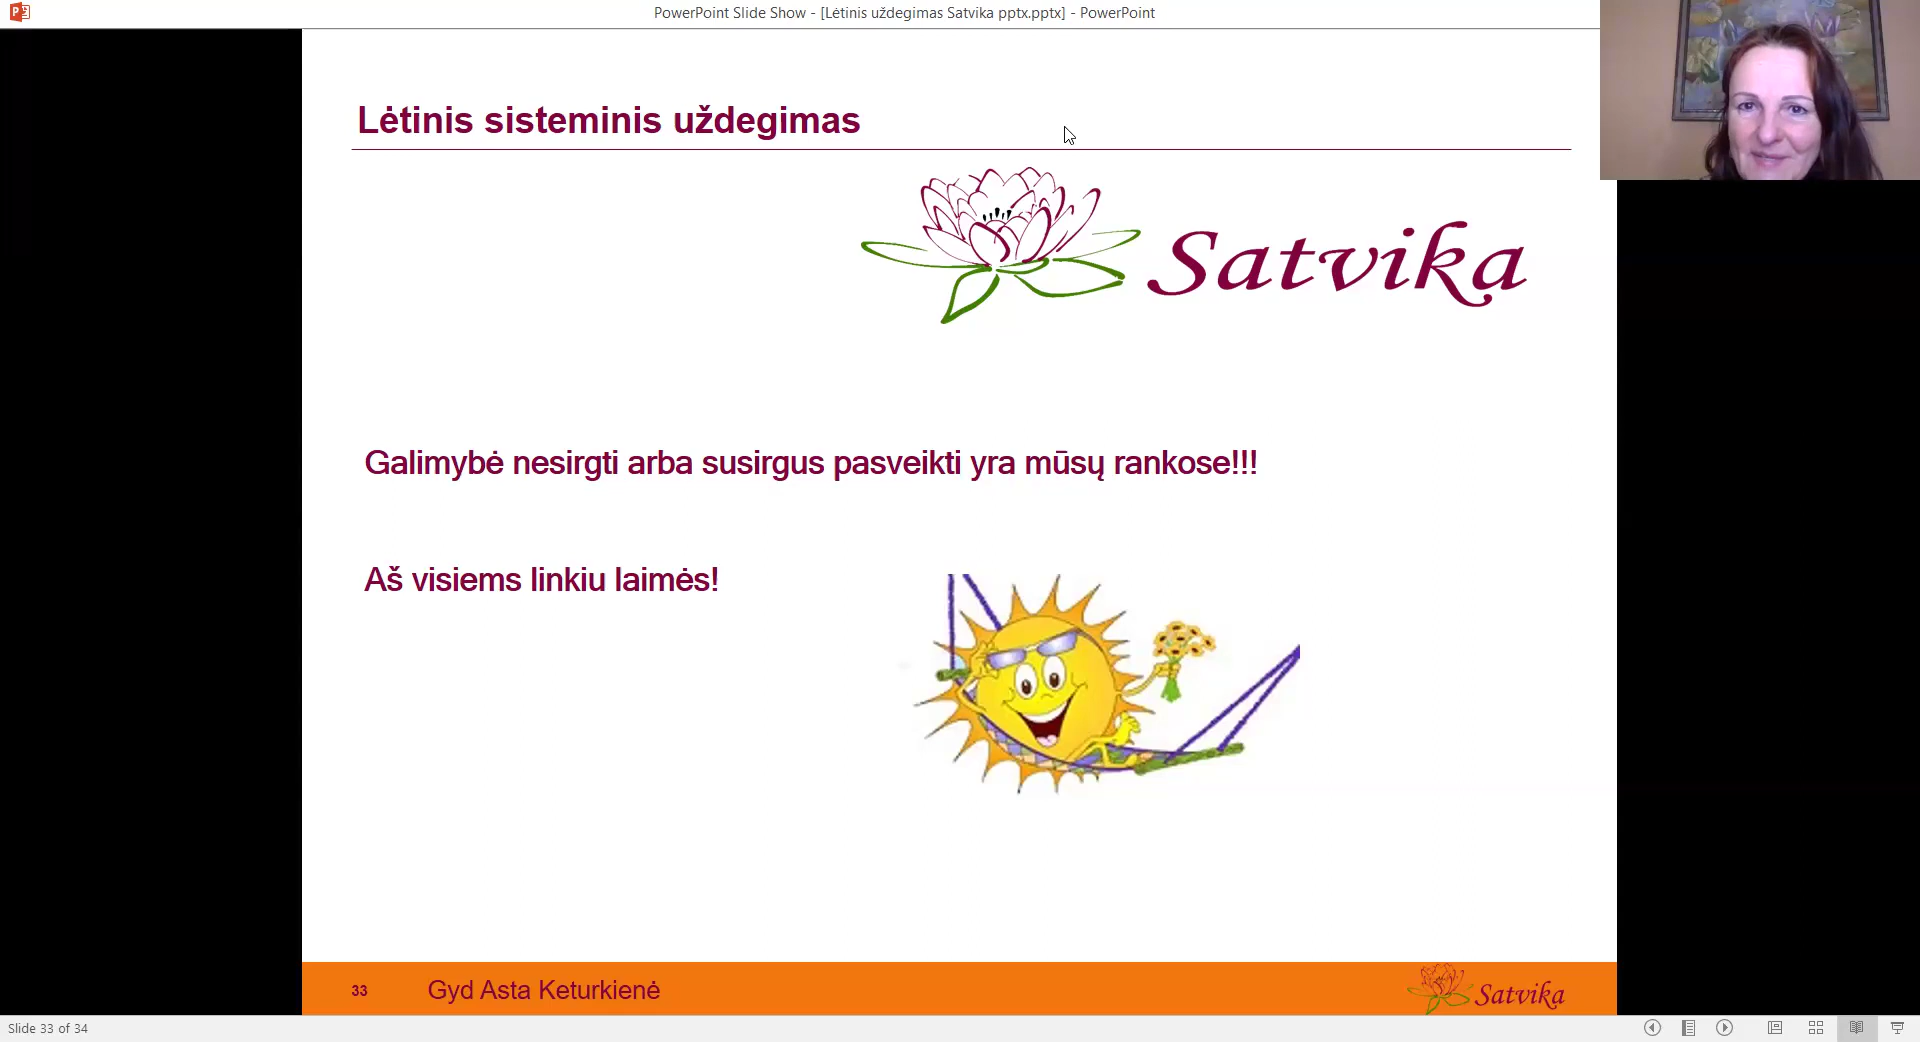 PowerPoint Slide Show - [Lėtinis uždegimas Satvika pptx.pptx] - PowerPoint
Lėtinis sisteminis uždegimas
Satvika
Galimybė nesirgti arba susirgus pasveikti yra mūsų rankose!!!
Aš visiems linkiu laimės!
33 Gyd Asta Keturkienė
Satvika
Slide 33 of 34